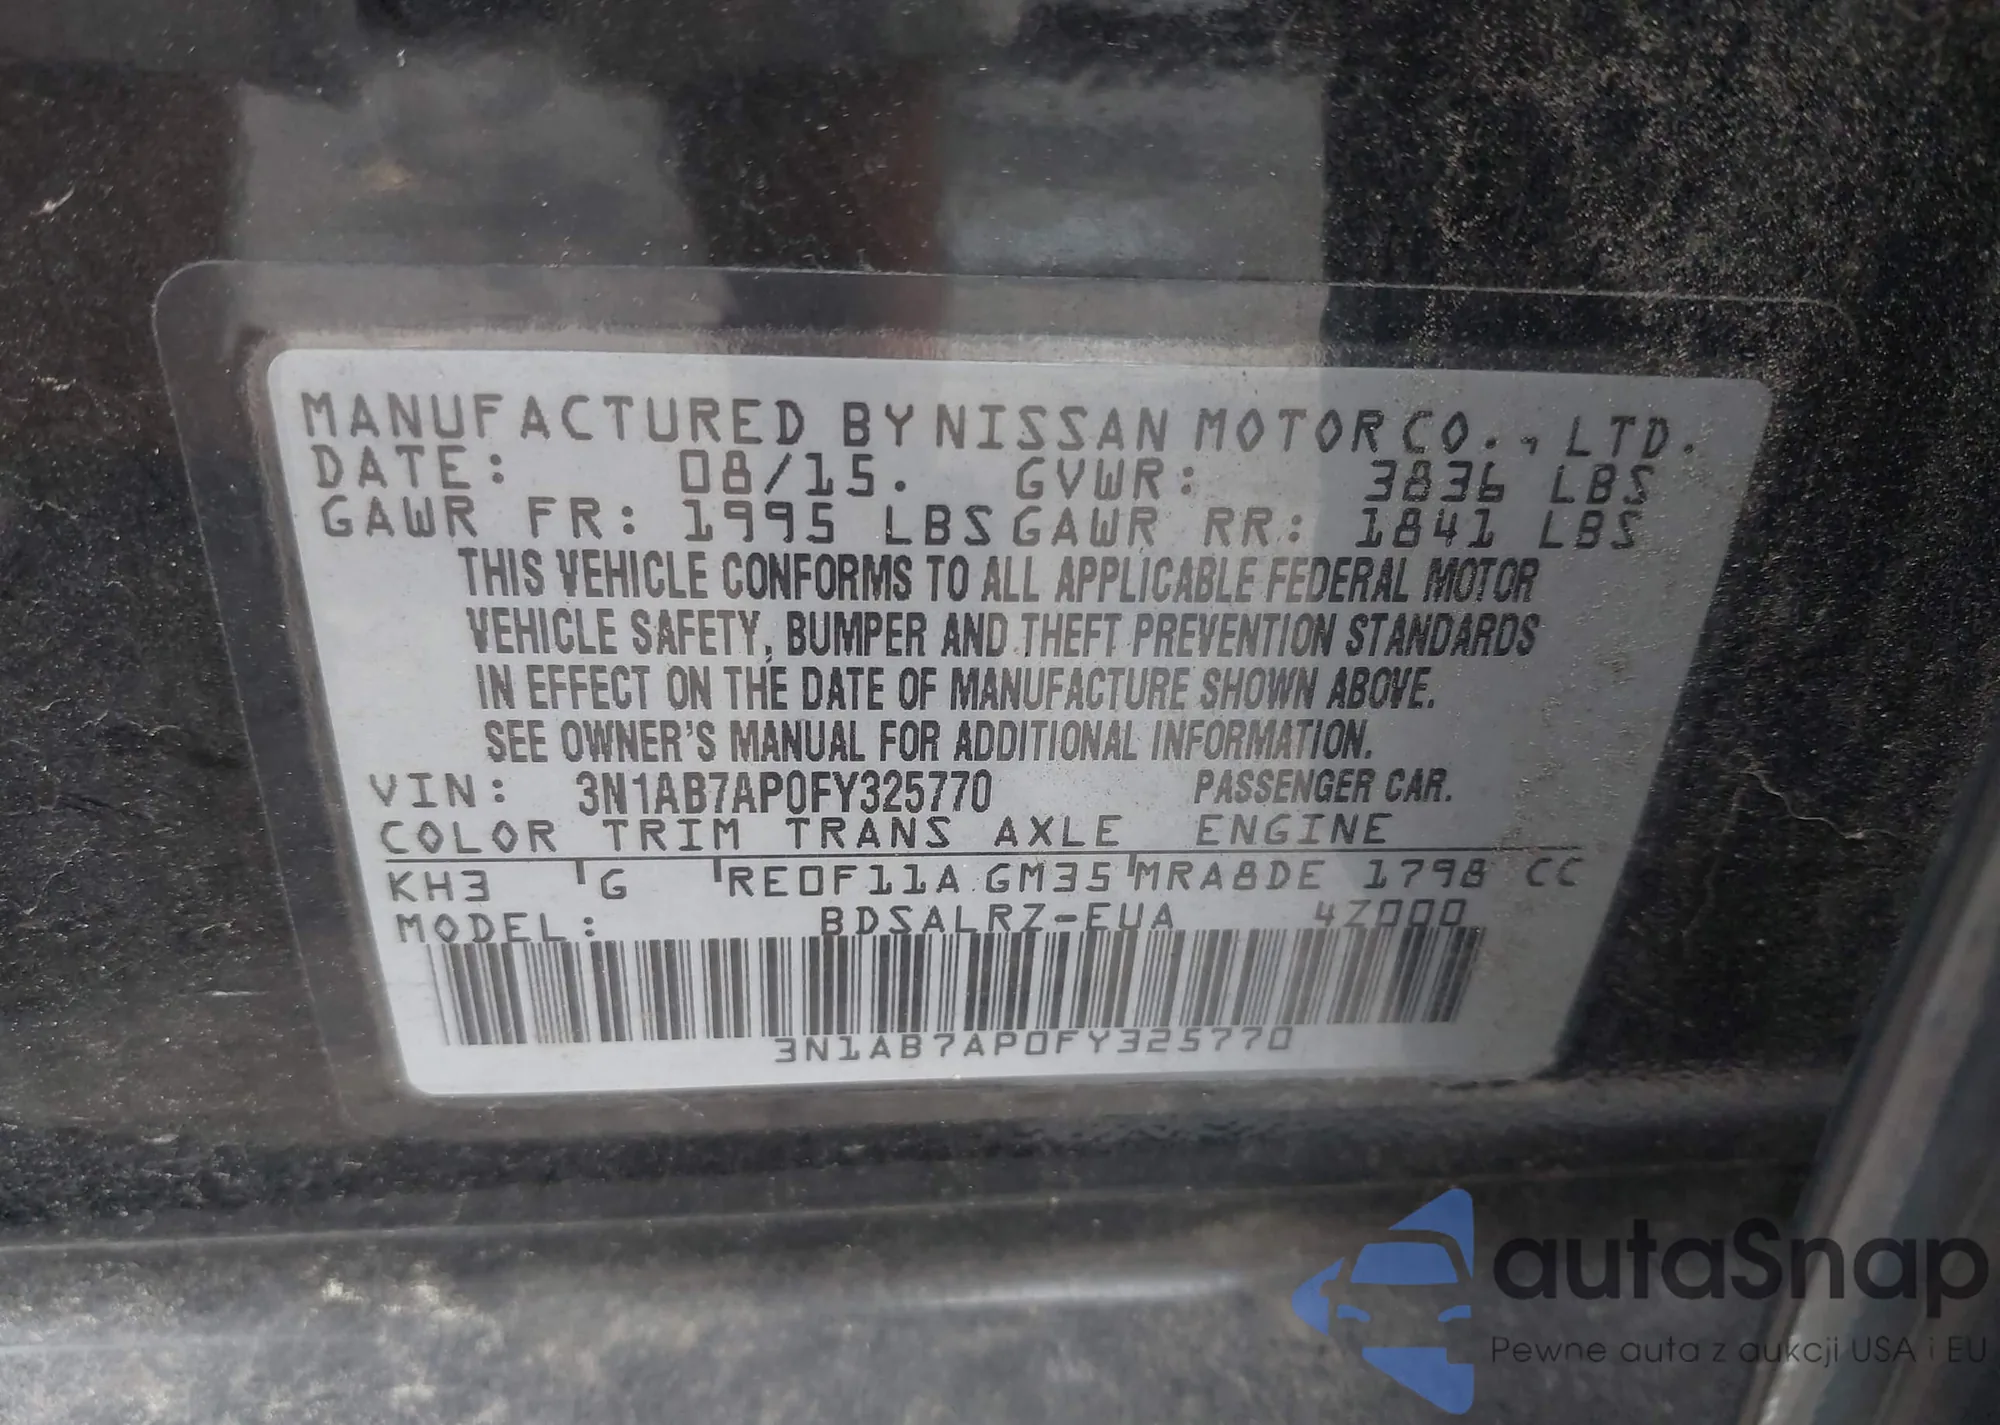 MANUFACTURED BY NISSAN MOTOR CO., LTD.
DATE: 08/15. GVWR: 3836 LBS
GAWR FR: 1995 LBS GAWR RR: 1841 LBS
THIS VEHICLE CONFORMS TO ALL APPLICABLE FEDERAL MOTOR
VEHICLE SAFETY, BUMPER AND THEFT PREVENTION STANDARDS
IN EFFECT ON THE DATE OF MANUFACTURE SHOWN ABOVE.
SEE OWNER'S MANUAL FOR ADDITIONAL INFORMATION.
VIN: 3N1AB7AP0FY325770 PASSENGER CAR.
COLOR TRIM TRANS AXLE ENGINE
KH3 G RE0F11A GM35 MRA8DE 1798 CC
MODEL: BDSALRZ-EUA 4Z000
3N1AB7AP0FY325770
autaSnap
Pewne auta z aukcji USA i EU